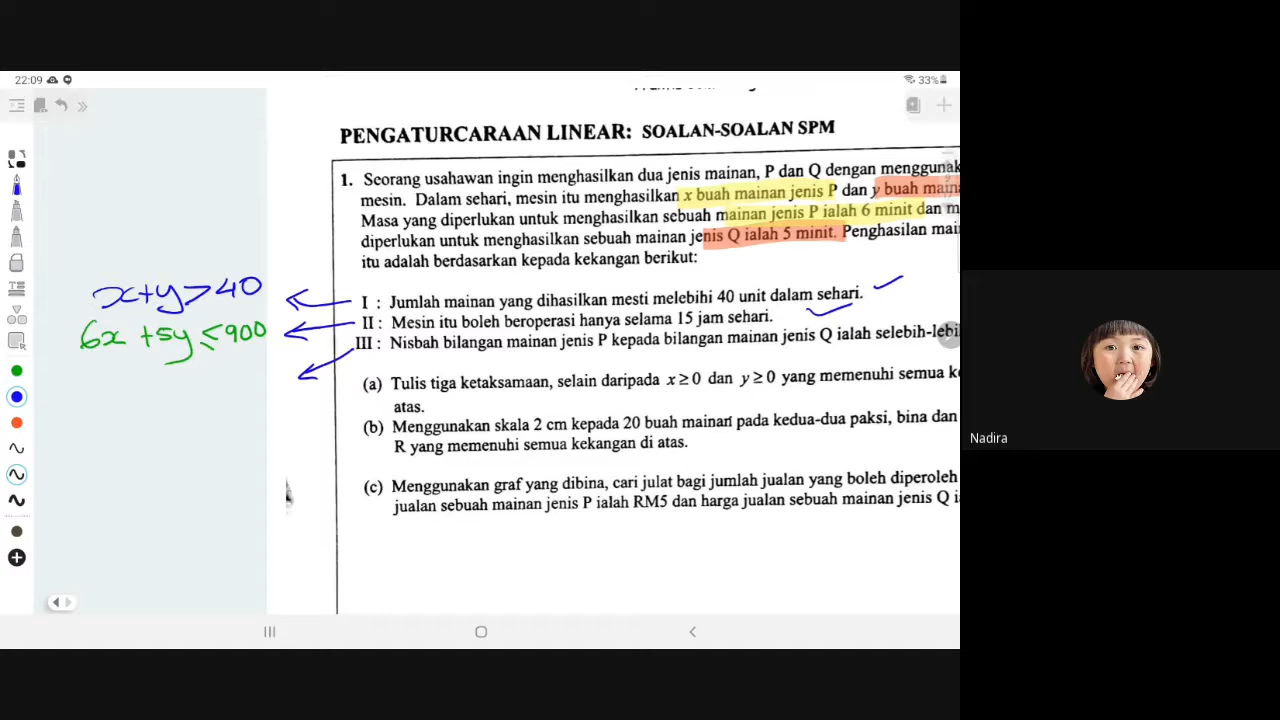 22:09
33%
PENGATURCARAAN LINEAR: SOALAN-SOALAN SPM
1. Seorang usahawan ingin menghasilkan dua jenis mainan, P dan Q dengan
mesin. Dalam sehari, mesin itu menghasilkan x buah mainan jenis P dan y buah
Masa yang diperlukan untuk menghasilkan sebuah mainan jenis P ialah 6 minit dan
diperlukan untuk menghasilkan sebuah mainan jenis Q ialah 5 minit. Penghasilan
itu adalah berdasarkan kepada kekangan berikut:
x+y>40
I : Jumlah mainan yang dihasilkan mesti melebihi 40 unit dalam sehari.
6x+5y≤900
II : Mesin itu boleh beroperasi hanya selama 15 jam sehari.
III : Nisbah bilangan mainan jenis P kepada bilangan mainan jenis Q ialah
(a) Tulis tiga ketaksamaan, selain daripada x≥0 dan y≥0 yang memenuhi semua
atas.
(b) Menggunakan skala 2 cm kepada 20 buah mainan pada kedua-dua paksi, bina dan
R yang memenuhi semua kekangan di atas.
(c) Menggunakan graf yang dibina, cari julat bagi jumlah jualan yang boleh diperoleh
jualan sebuah mainan jenis P ialah RM5 dan harga jualan sebuah mainan jenis Q
Nadira